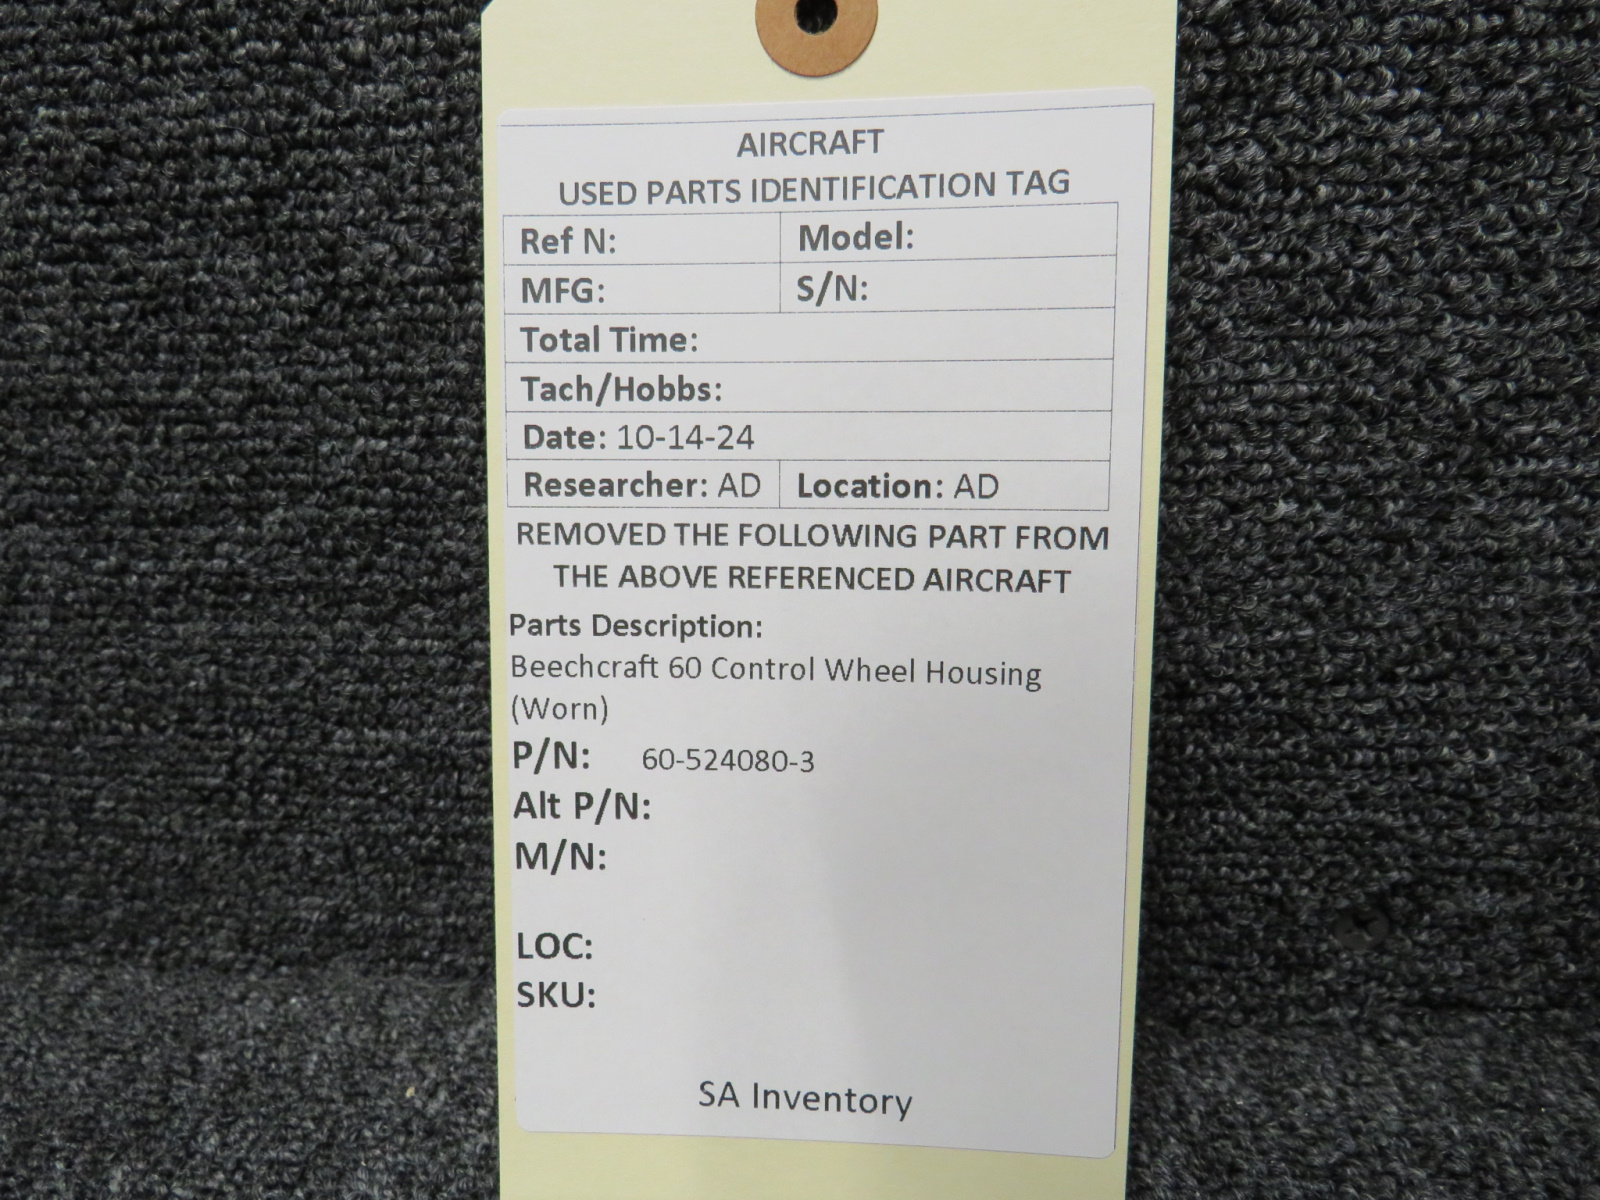 AIRCRAFT
USED PARTS IDENTIFICATION TAG
Ref N: Model:
MFG: S/N:
Total Time:
Tach/Hobbs:
Date: 10-14-24
Researcher: AD Location: AD
REMOVED THE FOLLOWING PART FROM
THE ABOVE REFERENCED AIRCRAFT
Parts Description:
Beechcraft 60 Control Wheel Housing
(Worn)
P/N: 60-524080-3
Alt P/N:
M/N:
LOC:
SKU:
SA Inventory